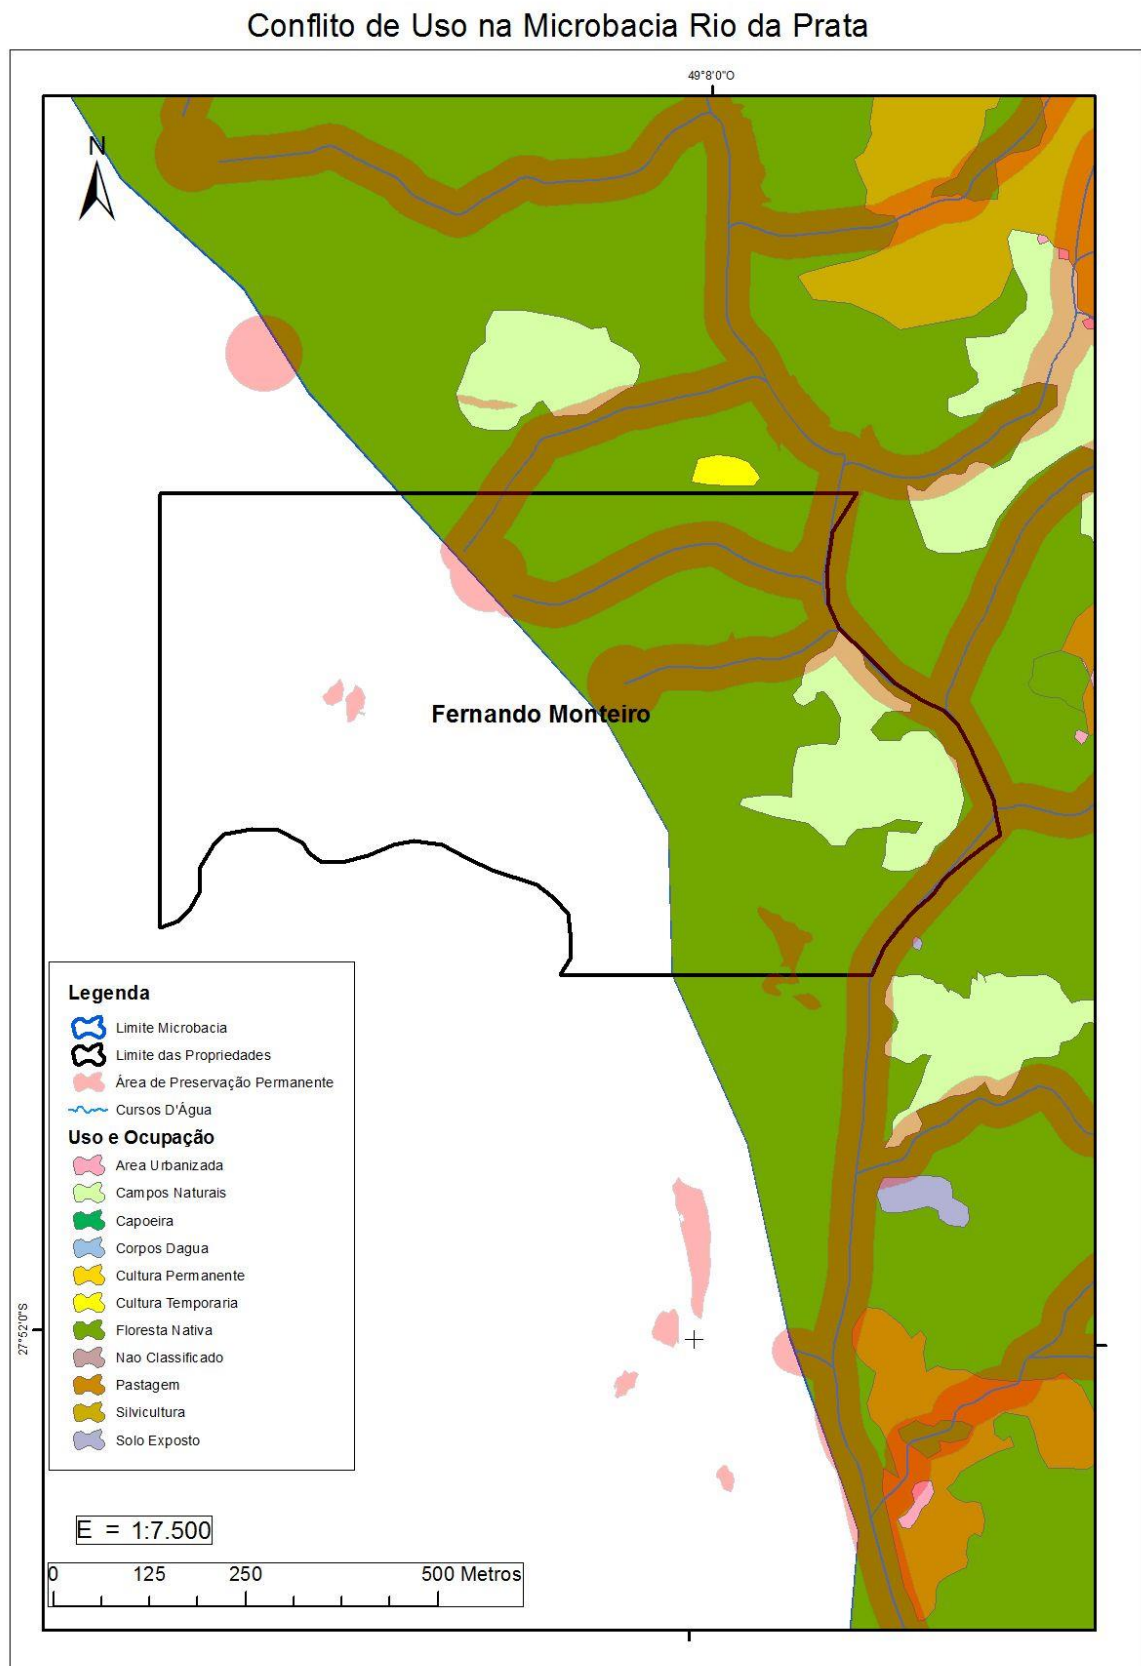 Conflito de Uso na Microbacia Rio da Prata
49°8'0"O
N
Fernando Monteiro
Legenda
Limite Microbacia
Limite das Propriedades
Área de Preservação Permanente
Cursos D'Água
Uso e Ocupação
Area Urbanizada
Campos Naturais
Capoeira
Corpos Dagua
Cultura Permanente
Cultura Temporaria
Floresta Nativa
Nao Classificado
Pastagem
Silvicultura
Solo Exposto
27°52'0"S
E = 1:7.500
0 125 250 500 Metros